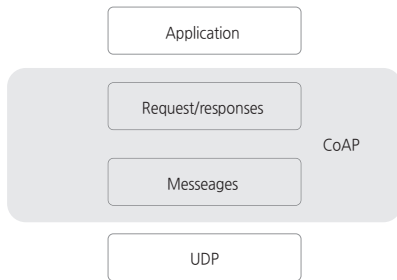 Application
Request/responses
CoAP
Messeages
UDP